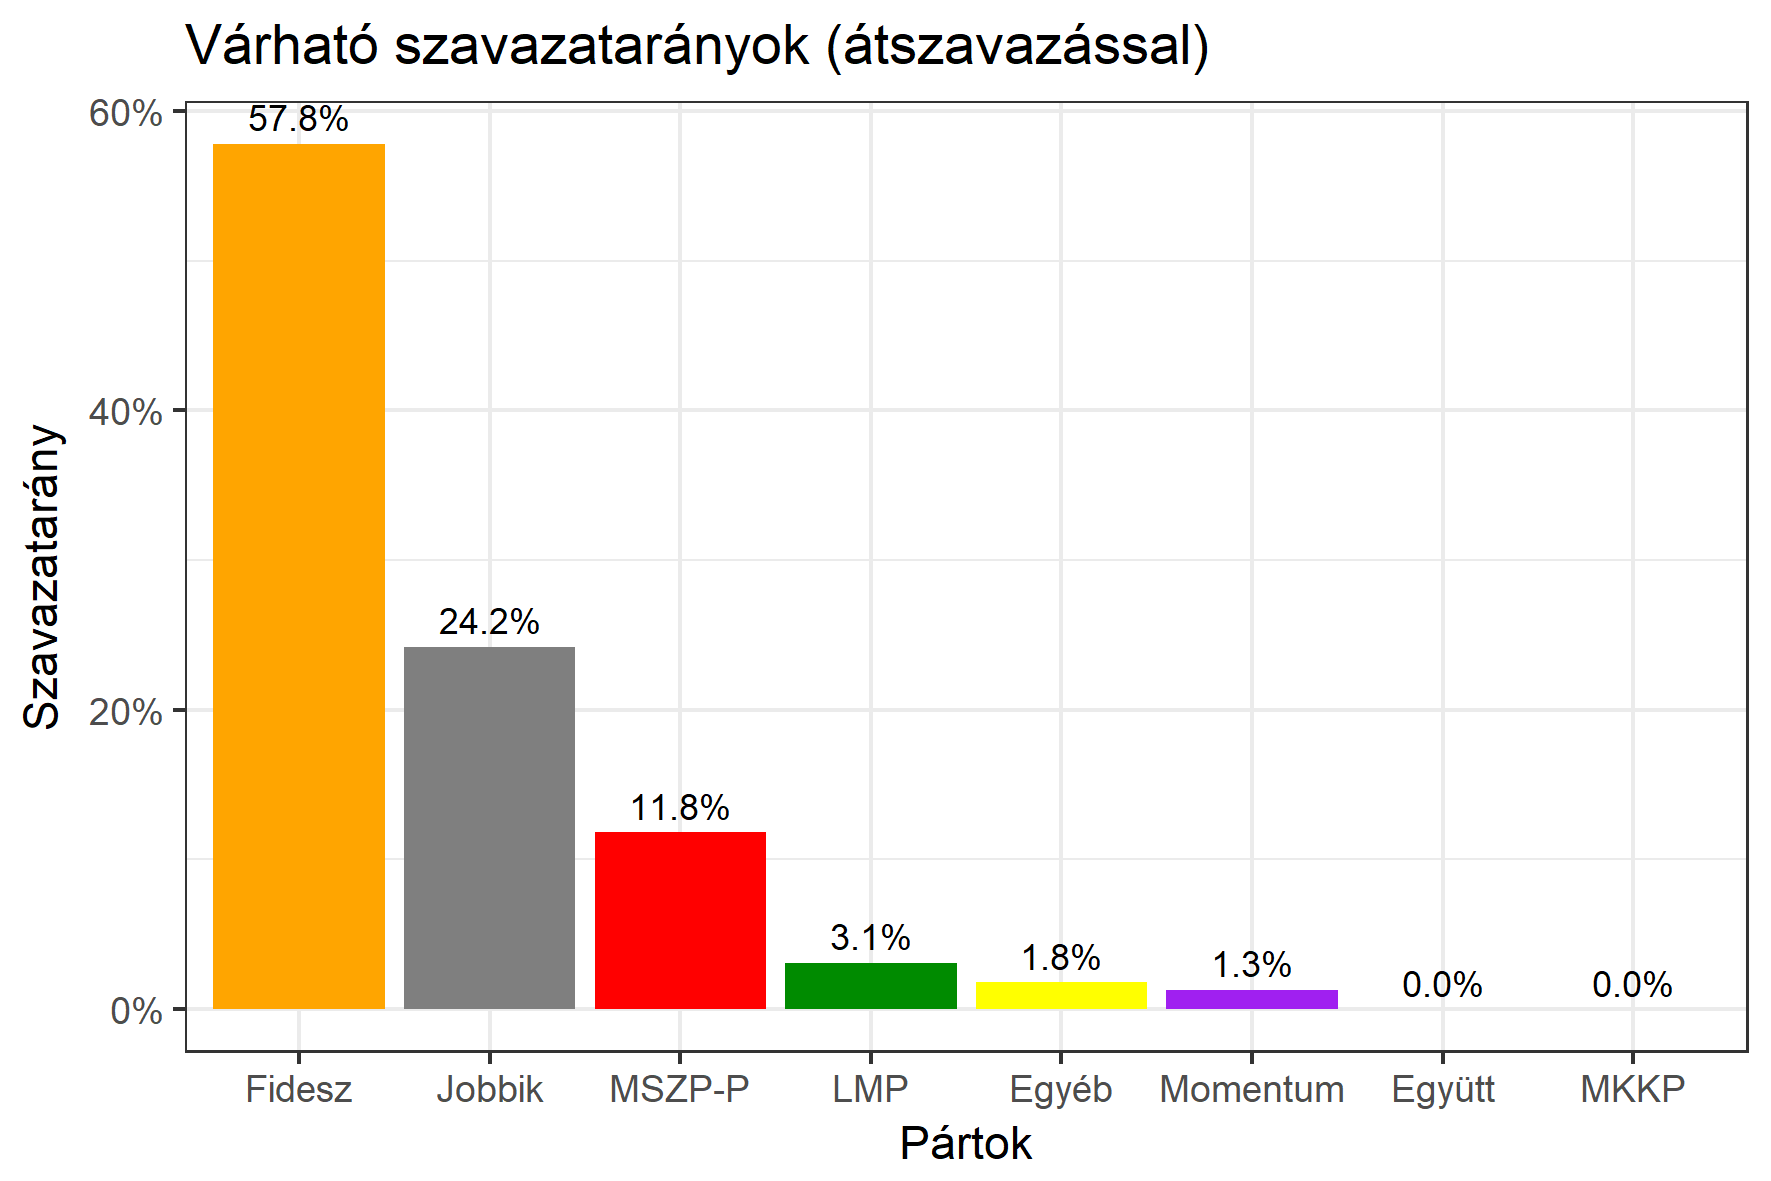 Várható szavazatarányok (átszavazással)
60%
40%
20%
0%
Szavazatarány
57.8%
24.2%
11.8%
3.1%
1.8%
1.3%
0.0%
0.0%
Fidesz
Jobbik
MSZP-P
LMP
Egyéb
Momentum
Együtt
MKKP
Pártok